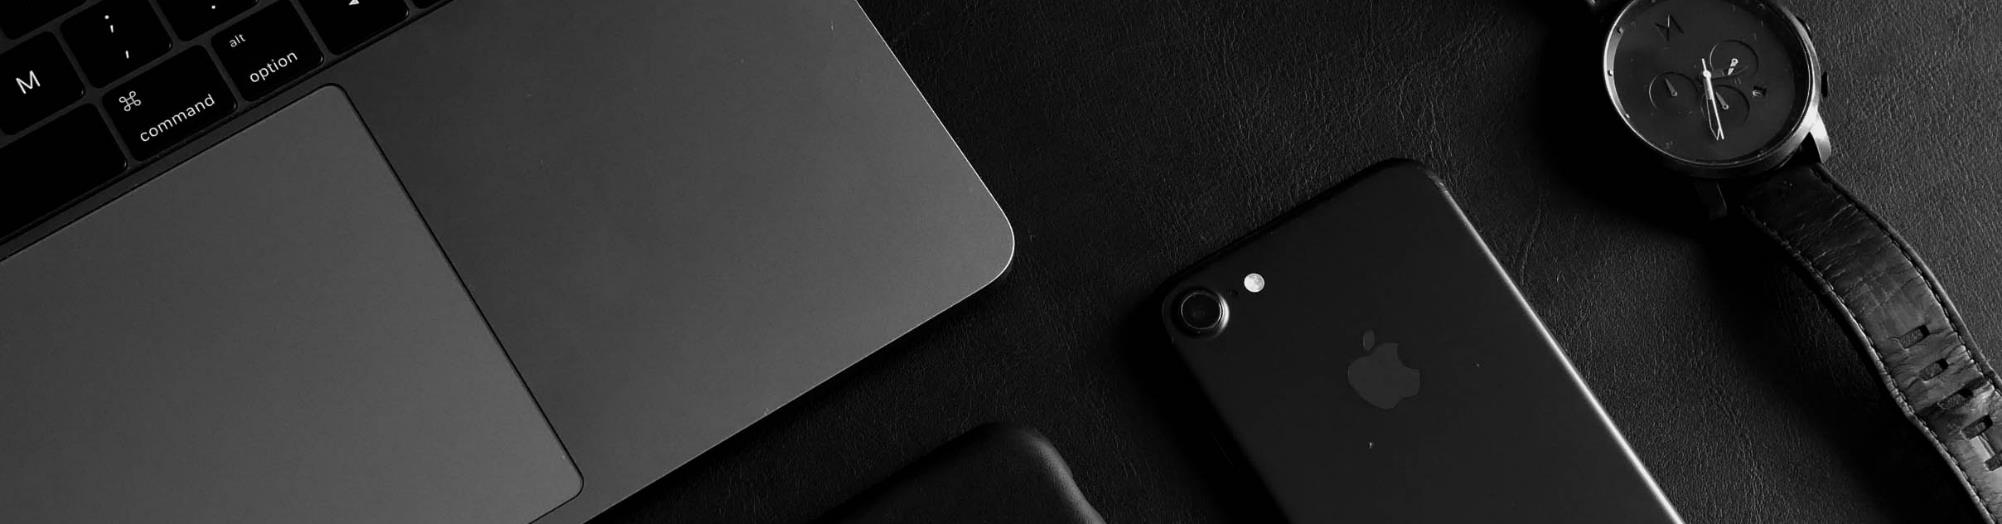 ;
,
.
M
alt
option
⌘
command